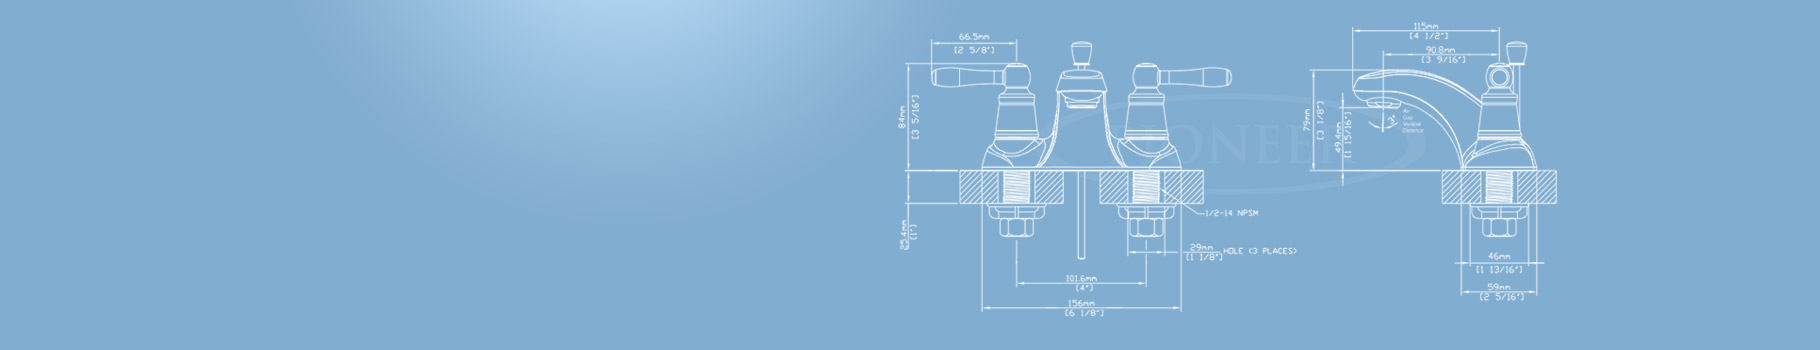 66.5mm
[2 5/8"]
84mm
[3 5/16"]
25.4mm
[1"]
1/2-14 NPSM
29mm
[1 1/8"]
HOLE (3 PLACES)
101.6mm
[4"]
156mm
[6 1/8"]
PIONEER
115mm
[4 1/2"]
90.8mm
[3 9/16"]
79mm
[3 1/8"]
49.4mm
[1 15/16"]
Air
Gap
Vertical
Distance
46mm
[1 13/16"]
59mm
[2 5/16"]